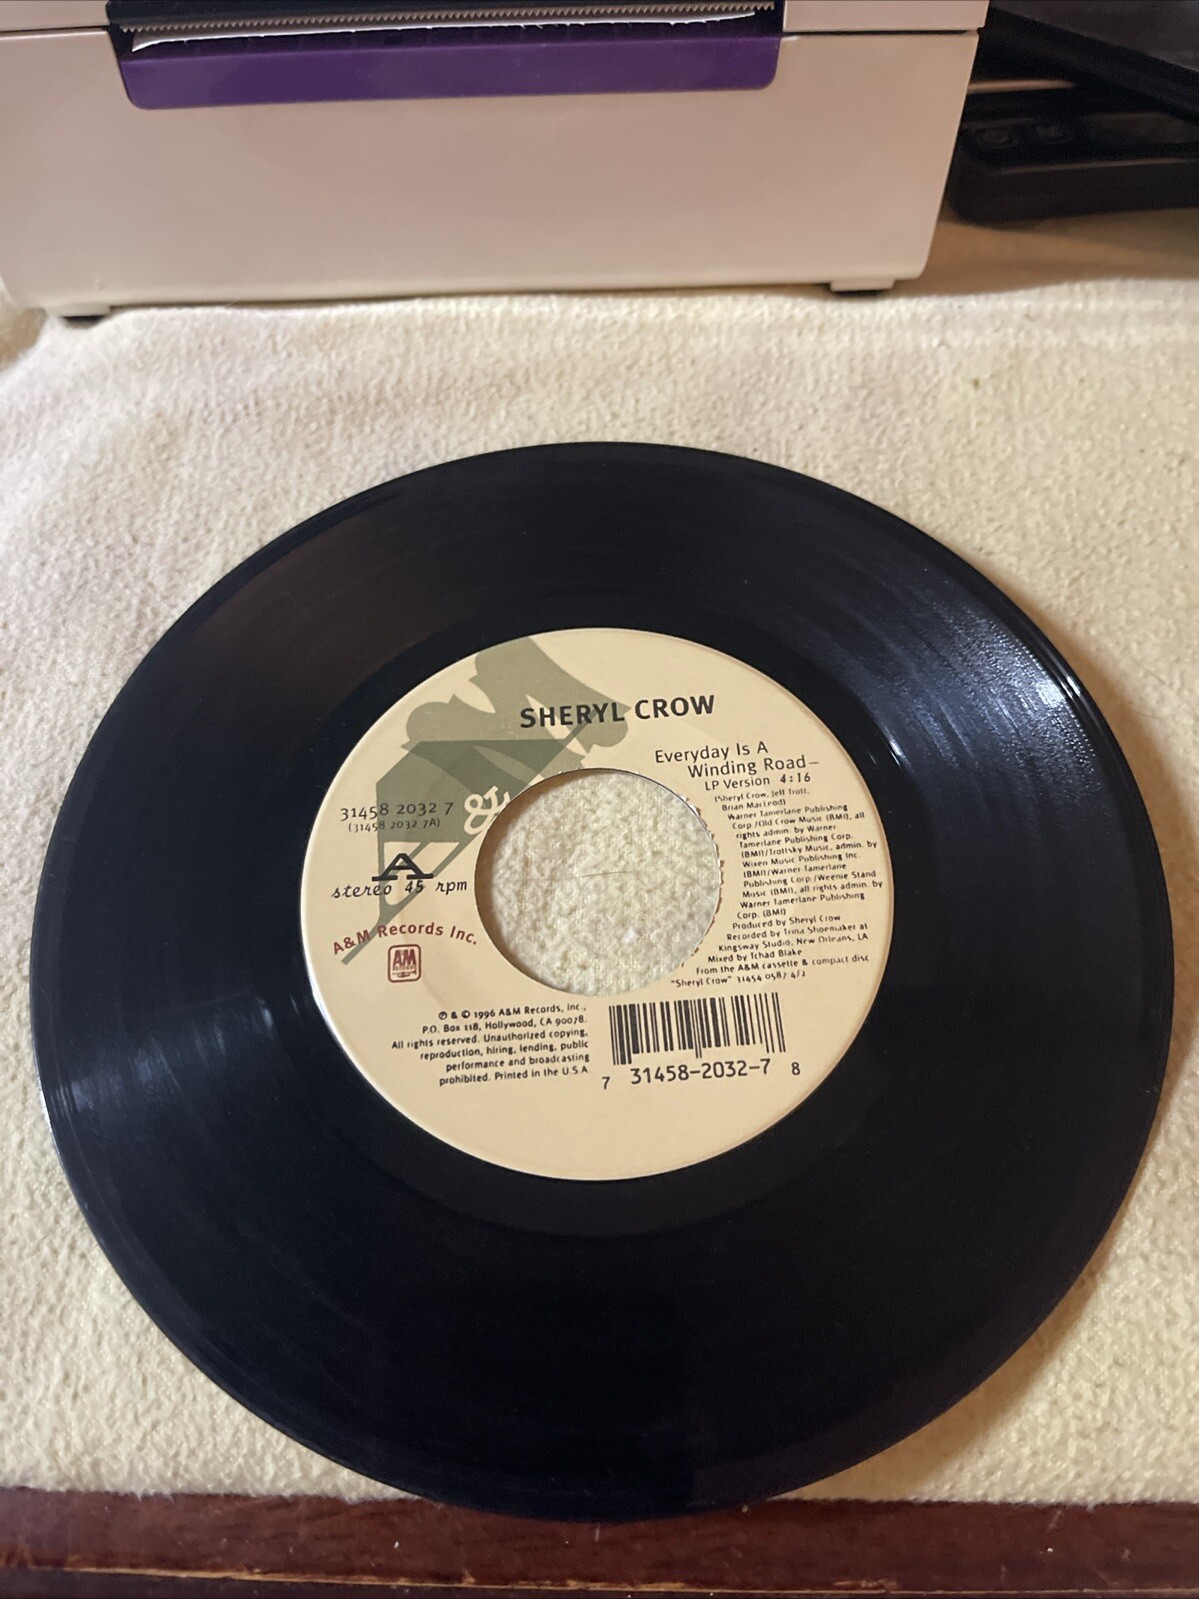 SHERYL CROW
Everyday Is A
Winding Road—
LP Version 4:16
(Sheryl Crow, Jeff Trott,
Brian MacLeod)
Warner Tamerlane Publishing
Corp./Old Crow Music (BMI), all
rights admin. by Warner
Tamerlane Publishing Corp.
(BMI)/Trottsky Music, admin. by
Wixen Music Publishing Inc.
(BMI)/Warner Tamerlane
Publishing Corp./Weenie Stand
Music (BMI), all rights admin. by
Warner Tamerlane Publishing
Corp. (BMI)
Produced by Sheryl Crow
Recorded by Trina Shoemaker at
Kingsway Studio, New Orleans, LA
Mixed by Tchad Blake
From the A&M cassette & compact disc
"Sheryl Crow" 31454 0587 4/2
31458 2032 7
(31458 2032 7A)
&
A
stereo 45 rpm
A&M Records Inc.
AM
RECORDS
℗ & © 1996 A&M Records, Inc.,
P.O. Box 118, Hollywood, CA 90078.
All rights reserved. Unauthorized copying,
reproduction, hiring, lending, public
performance and broadcasting
prohibited. Printed in the U.S.A.
7 31458-2032-7 8